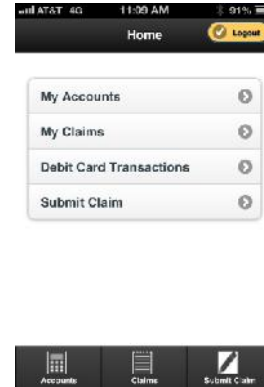 AT&T 4G 11:09 AM 91%
Home Logout
My Accounts
My Claims
Debit Card Transactions
Submit Claim
Accounts Claims Submit Claim